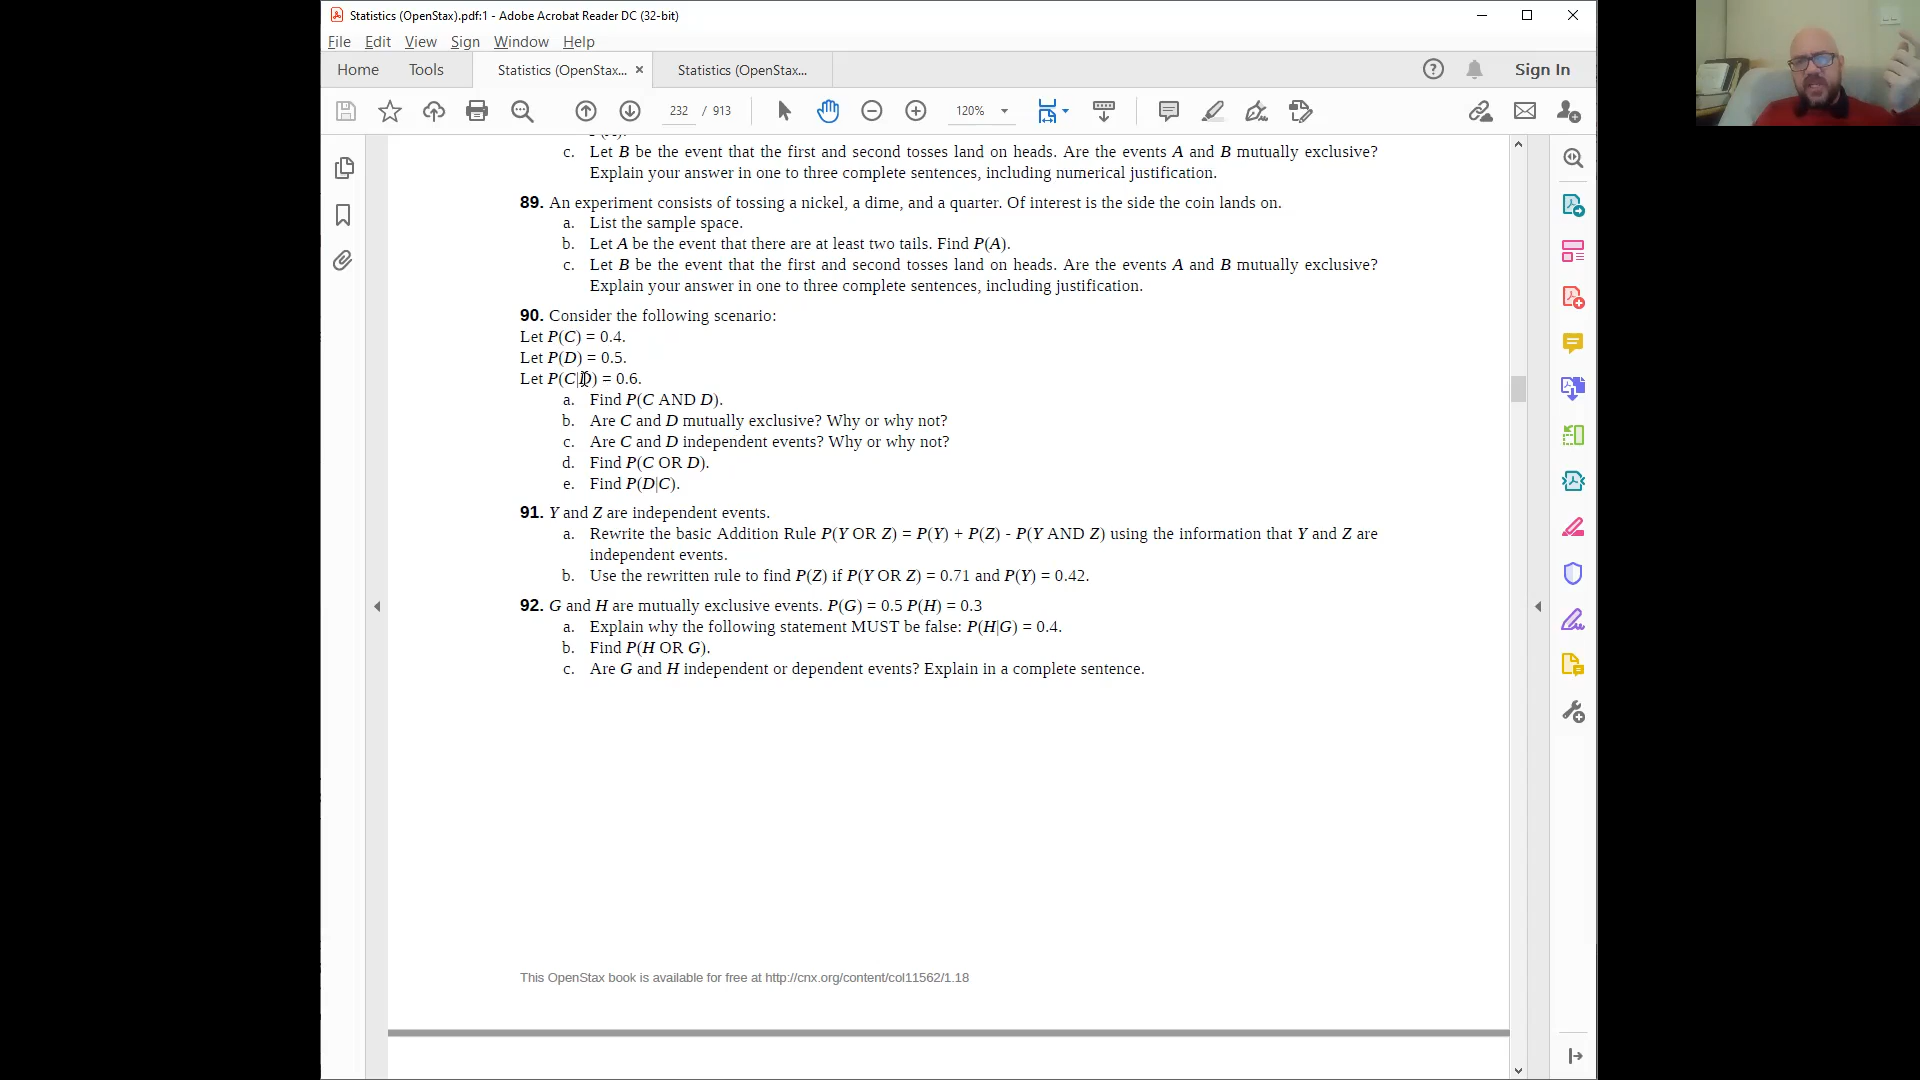 Statistics (OpenStax).pdf:1 - Adobe Acrobat Reader DC (32-bit)
File Edit View Sign Window Help
Home Tools Statistics (OpenStax... × Statistics (OpenStax... Sign In
232 / 913 120%
c. Let B be the event that the first and second tosses land on heads. Are the events A and B mutually exclusive?
Explain your answer in one to three complete sentences, including numerical justification.
89. An experiment consists of tossing a nickel, a dime, and a quarter. Of interest is the side the coin lands on.
a. List the sample space.
b. Let A be the event that there are at least two tails. Find P(A).
c. Let B be the event that the first and second tosses land on heads. Are the events A and B mutually exclusive?
Explain your answer in one to three complete sentences, including justification.
90. Consider the following scenario:
Let P(C) = 0.4.
Let P(D) = 0.5.
Let P(C|D) = 0.6.
a. Find P(C AND D).
b. Are C and D mutually exclusive? Why or why not?
c. Are C and D independent events? Why or why not?
d. Find P(C OR D).
e. Find P(D|C).
91. Y and Z are independent events.
a. Rewrite the basic Addition Rule P(Y OR Z) = P(Y) + P(Z) - P(Y AND Z) using the information that Y and Z are
independent events.
b. Use the rewritten rule to find P(Z) if P(Y OR Z) = 0.71 and P(Y) = 0.42.
92. G and H are mutually exclusive events. P(G) = 0.5 P(H) = 0.3
a. Explain why the following statement MUST be false: P(H|G) = 0.4.
b. Find P(H OR G).
c. Are G and H independent or dependent events? Explain in a complete sentence.
This OpenStax book is available for free at http://cnx.org/content/col11562/1.18